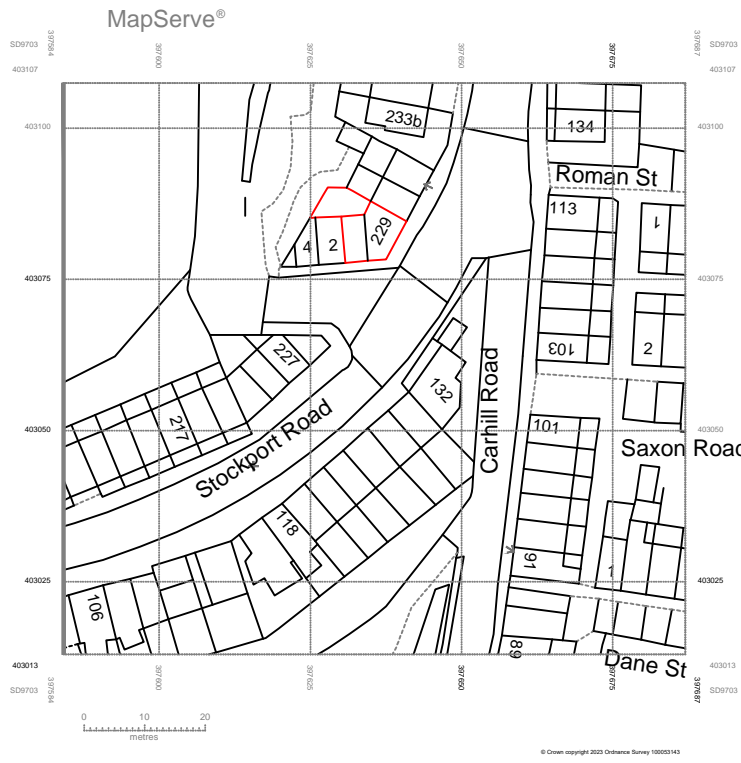 MapServe®
SD9703
397584
397600
397625
397650
397675
397687
SD9703
403107
403107
403100
403100
233b
134
Roman St
113
1
4
2
229
403075
403075
227
103
2
132
Carhill Road
217
403050
403050
101
Saxon Road
Stockport Road
118
91
1
403025
403025
106
89
Dane St
403013
403013
SD9703
397584
397600
397625
397650
397675
397687
SD9703
0 10 20
metres
© Crown copyright 2023 Ordnance Survey 100053143